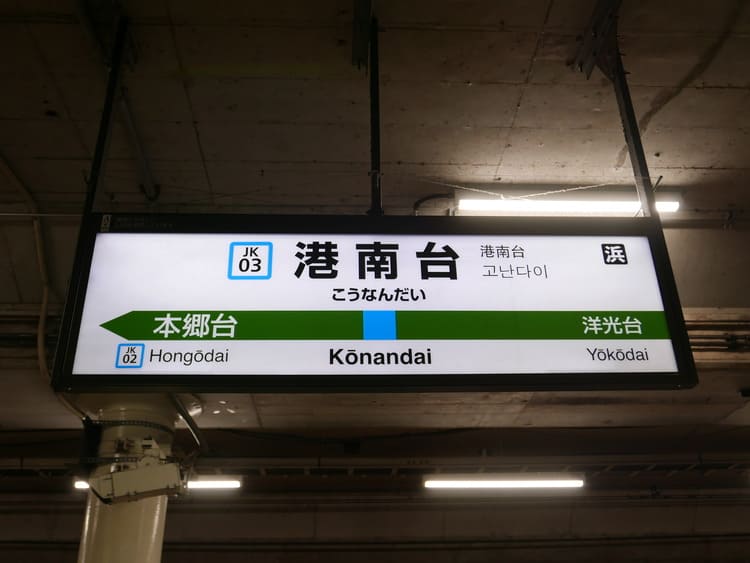 JK
03
港南台
港南台
고난다이
浜
こうなんだい
本郷台
洋光台
JK
02
Hongōdai
Kōnandai
Yōkōdai